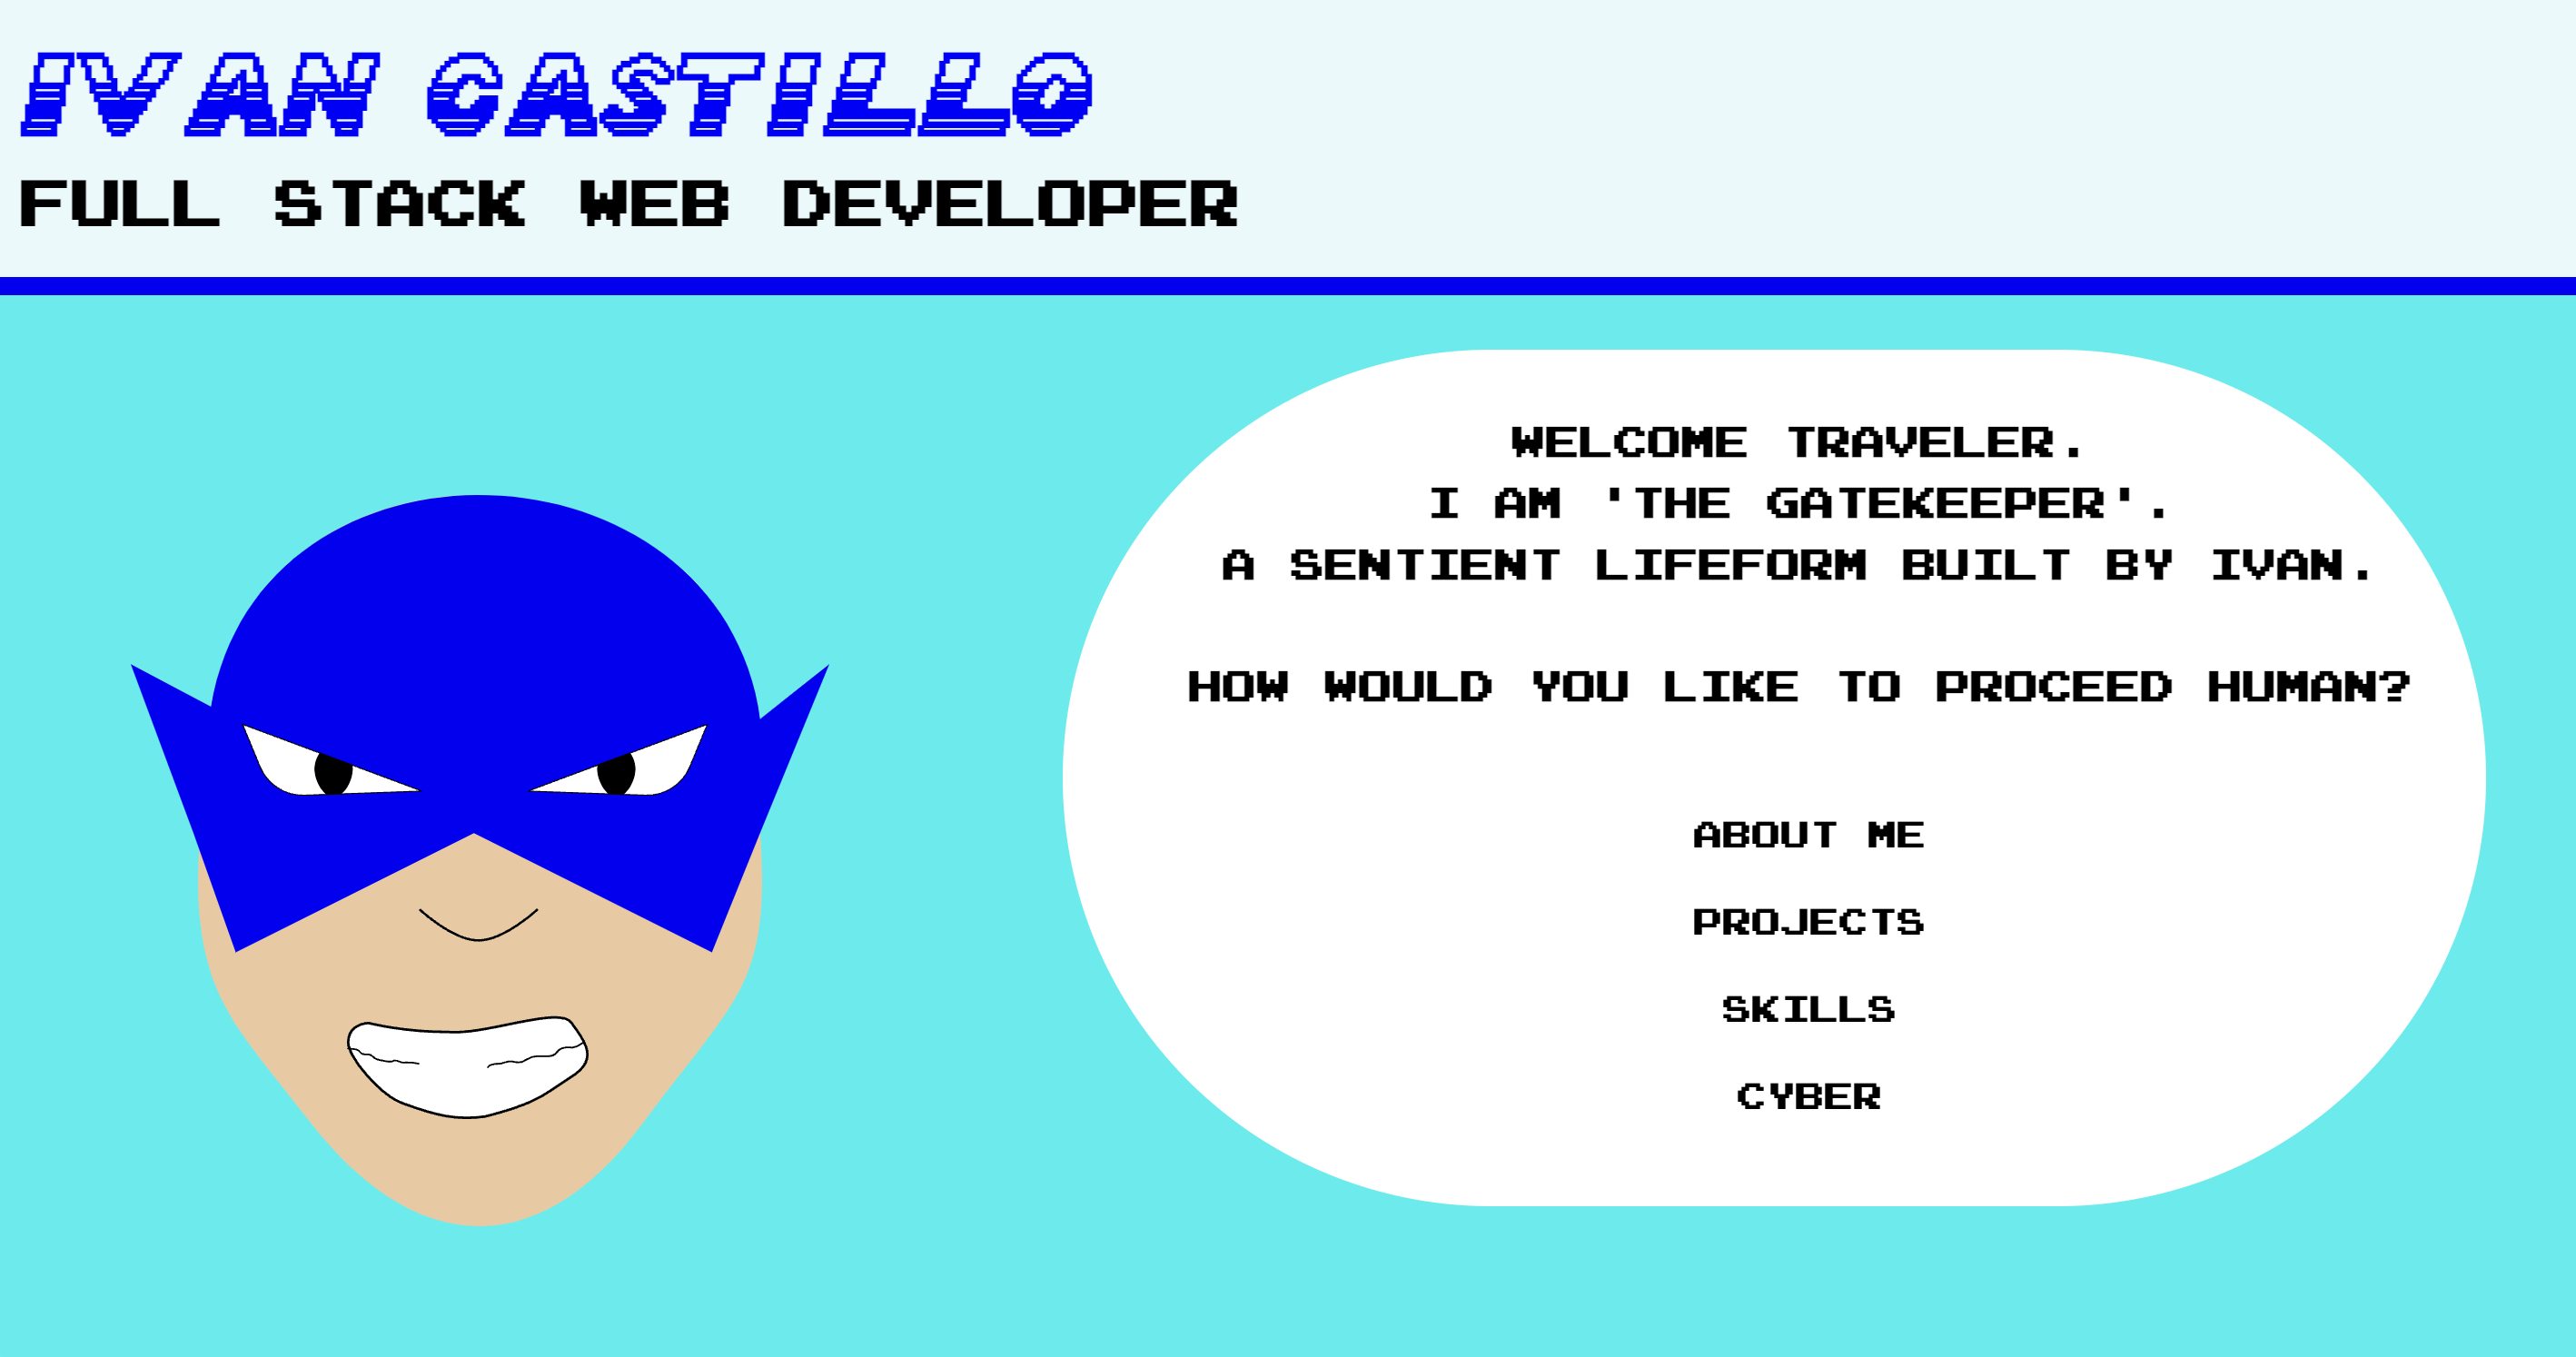 IVAN CASTILLO
FULL STACK WEB DEVELOPER
WELCOME TRAVELER.
I AM 'THE GATEKEEPER'.
A SENTIENT LIFEFORM BUILT BY IVAN.
HOW WOULD YOU LIKE TO PROCEED HUMAN?
ABOUT ME
PROJECTS
SKILLS
CYBER